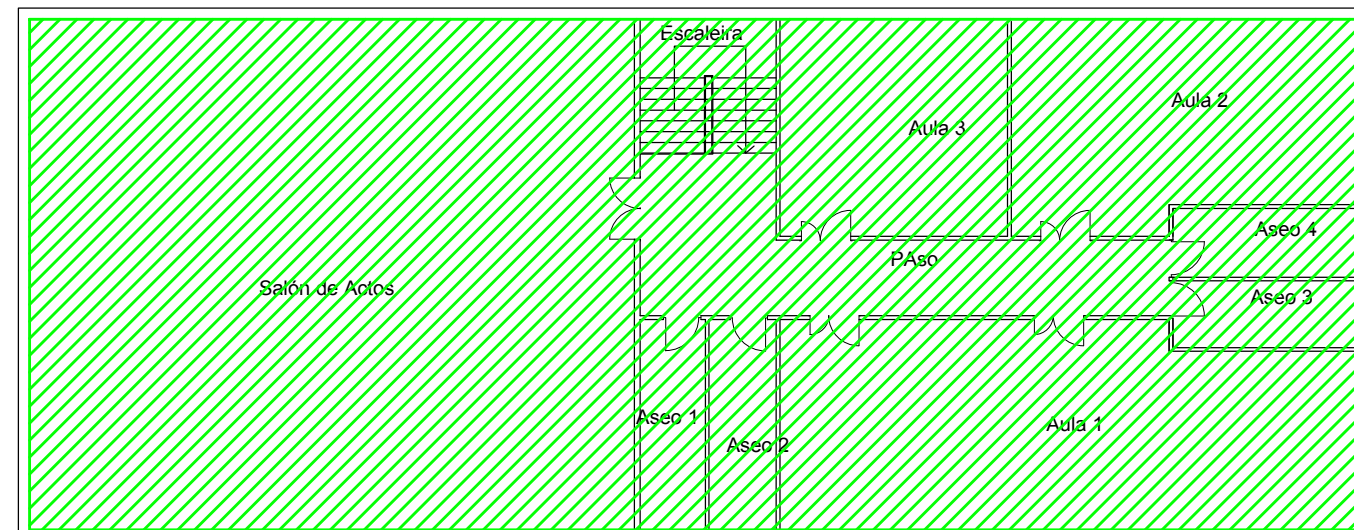 Escaleira
Aula 2
Aula 3
Aseo 4
PAso
Salón de Actos
Aseo 3
Aseo 1
Aula 1
Aseo 2